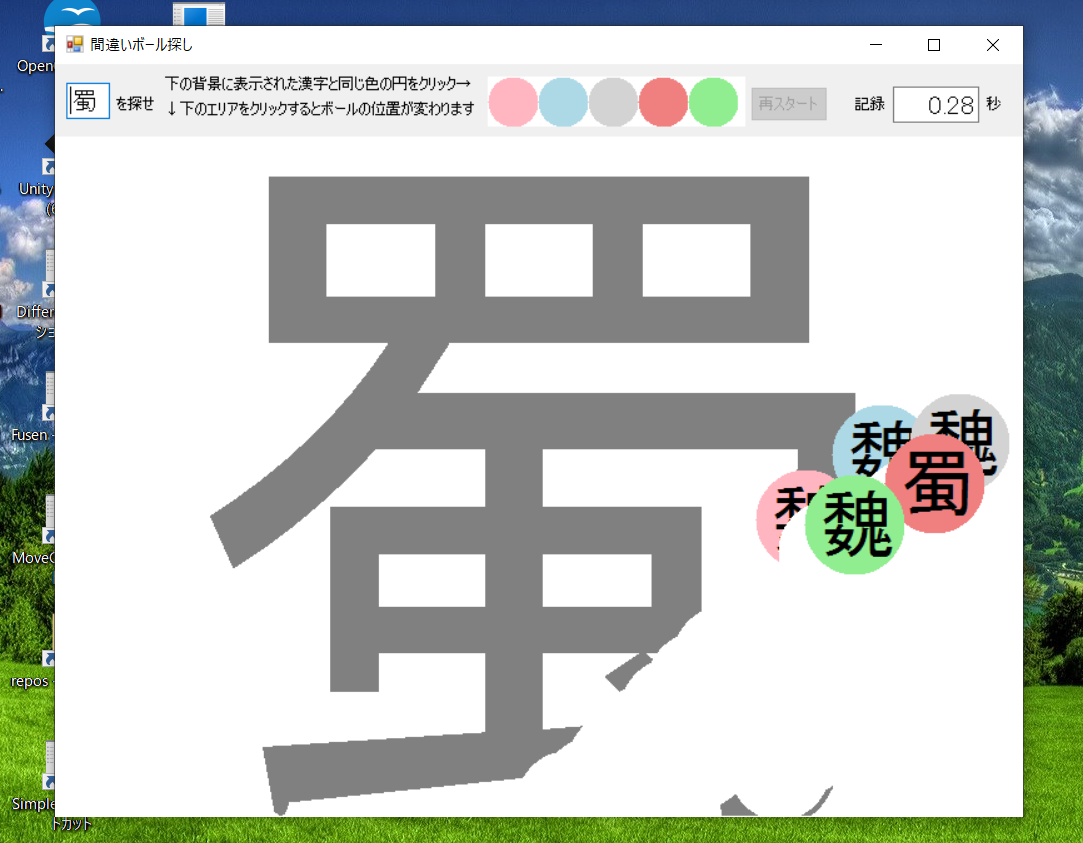 Open
間違いボール探し
蜀 を探せ
下の背景に表示された漢字と同じ色の円をクリック→
↓下のエリアをクリックするとボールの位置が変わります
再スタート
記録 0.28 秒
Unity
(6
Differ
ショ
Fusen -
MoveC
repos -
Simple
トカット
蜀
魏
魏
蜀
魏